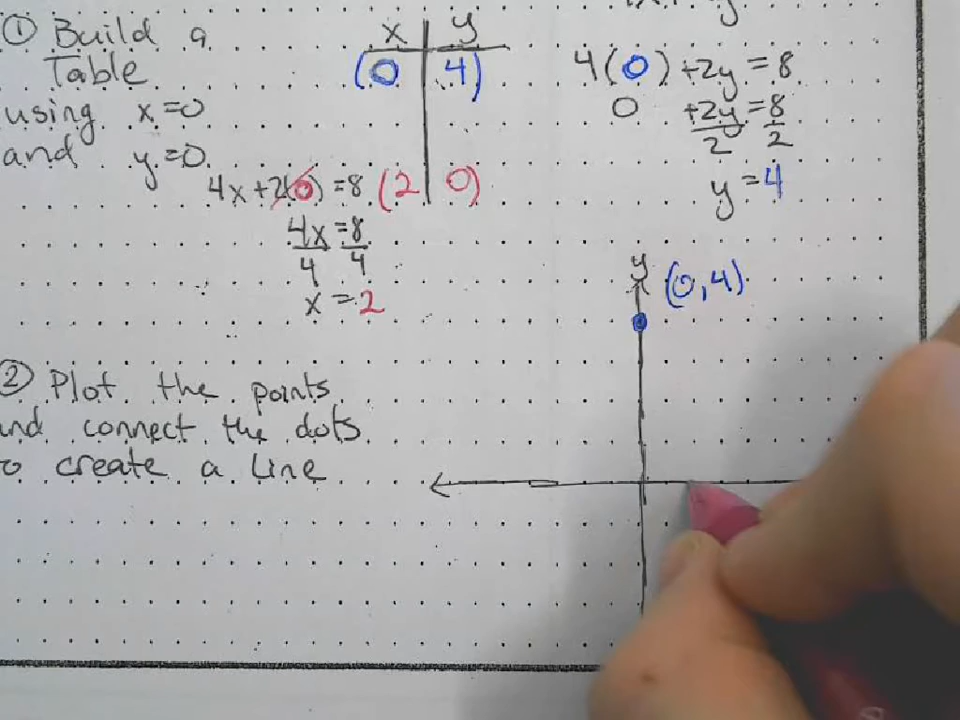 ① Build a
Table
using x=0
and y=0
x y
(0 4)
(2 0)
4x+2(0)=8
4x=8
4 4
x=2
4(0)+2y=8
0 +2y=8
2 2
y=4
② Plot the points
and connect the dots
to create a line
y
(0,4)